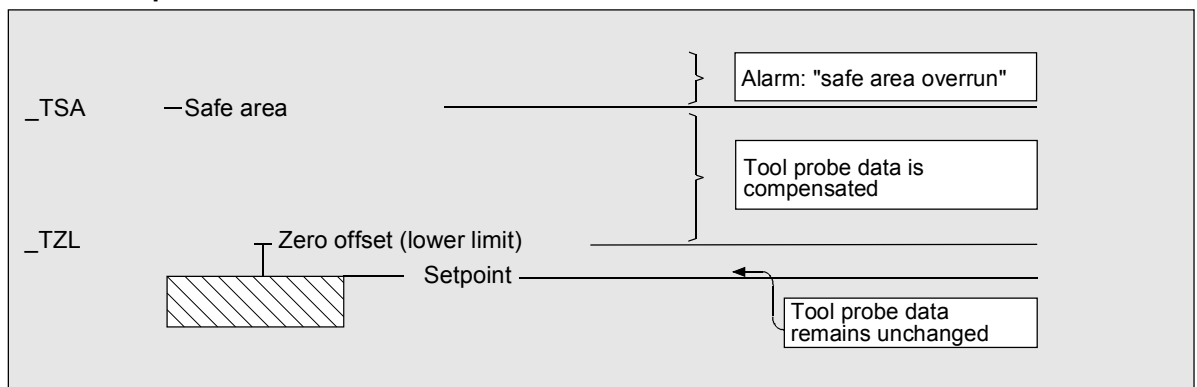 Alarm: "safe area overrun"
_TSA
Safe area
Tool probe data is
compensated
_TZL
Zero offset (lower limit)
Setpoint
Tool probe data
remains unchanged